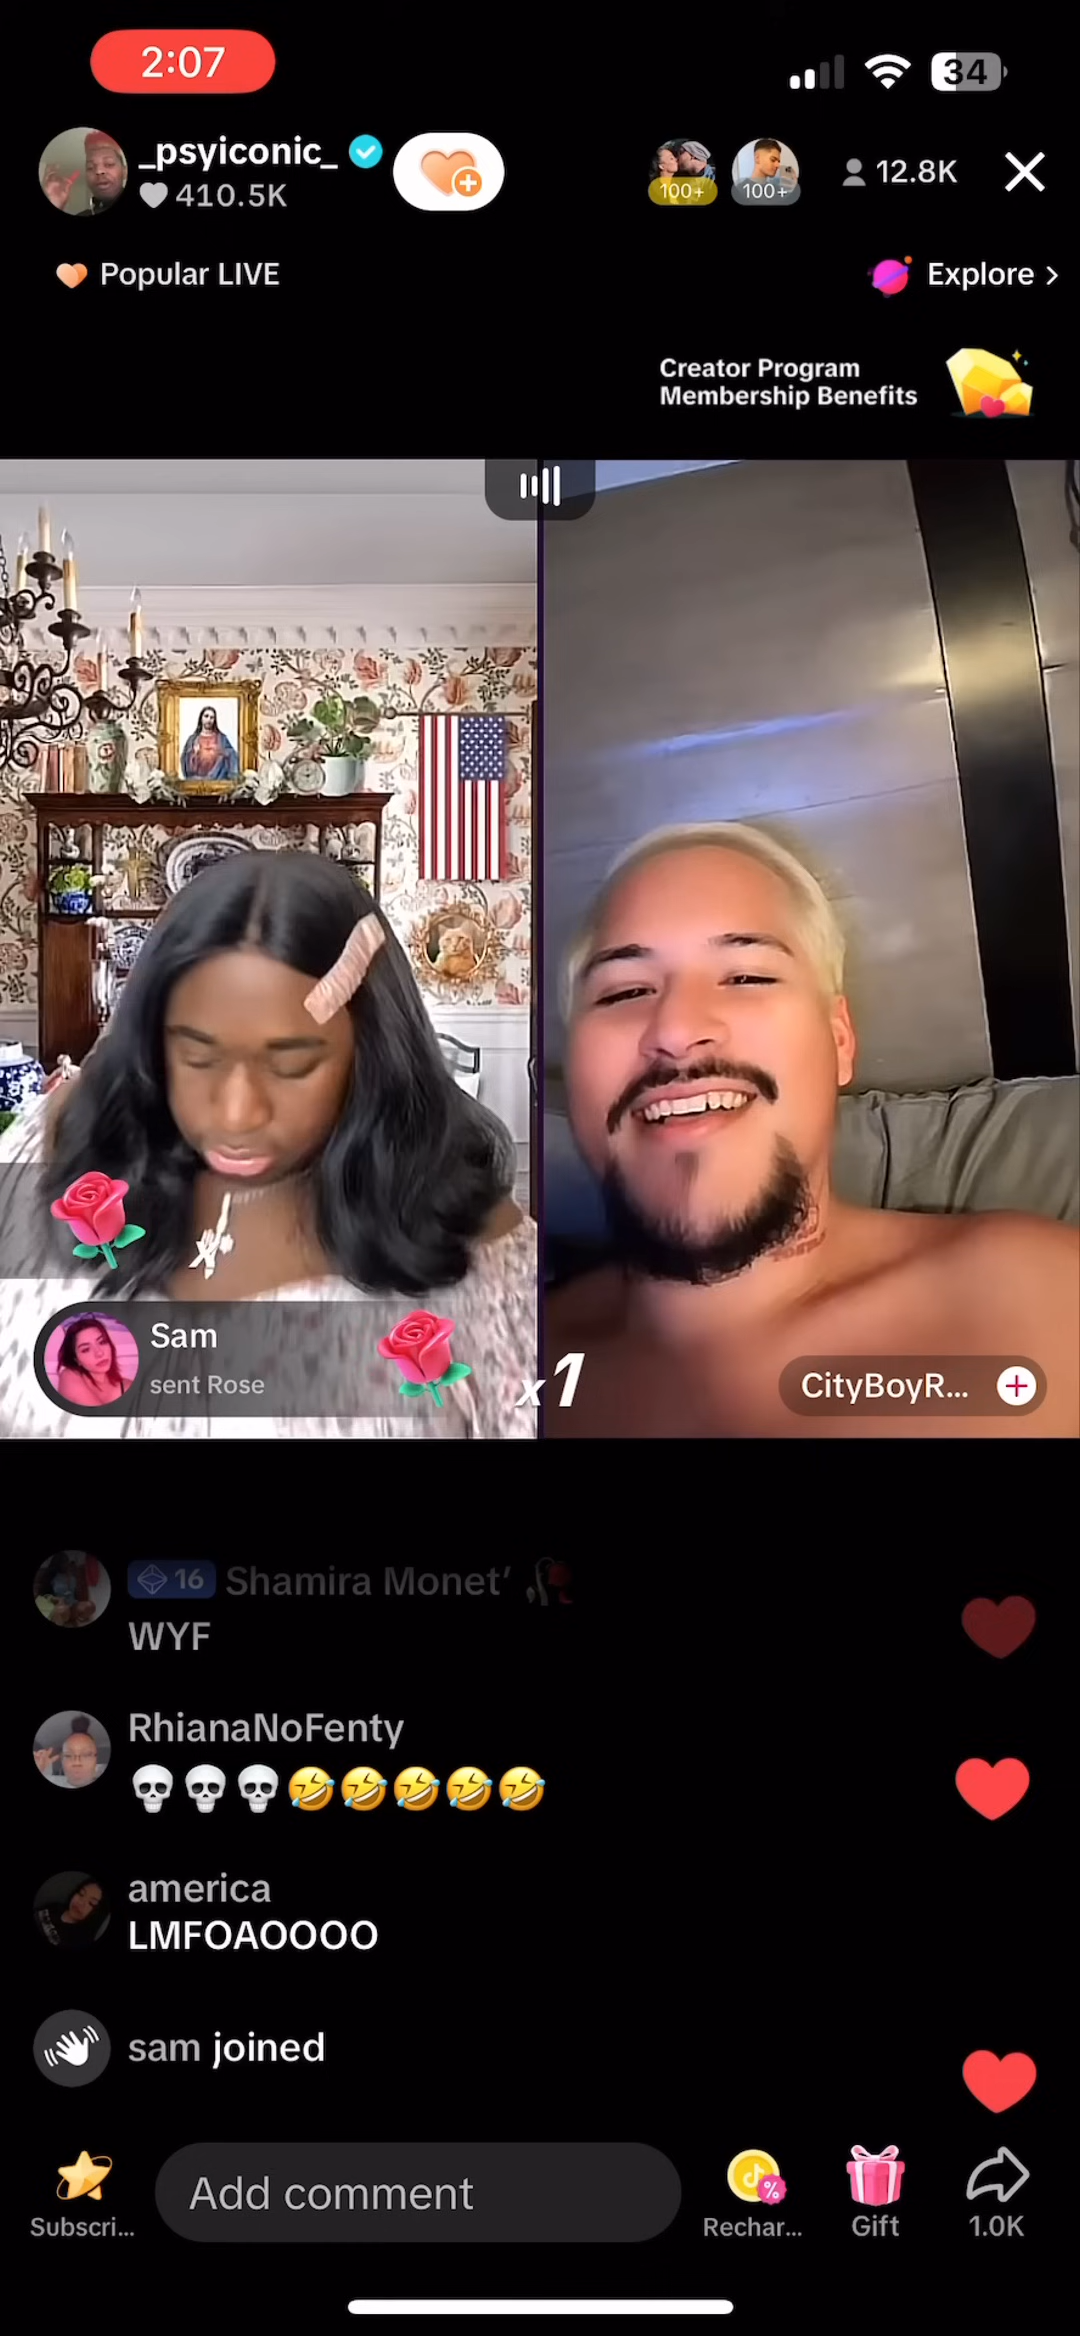 2:07
34
_psyiconic_
410.5K
100+
100+
12.8K
Popular LIVE
Explore >
Creator Program
Membership Benefits
x
Sam
sent Rose
x1
CityBoyR...
16 Shamira Monet' 🥀
WYF
RhianaNoFenty
💀💀💀🤣🤣🤣🤣🤣
america
LMFOAOOOO
sam joined
Subscri...
Add comment
Rechar...
Gift
1.0K